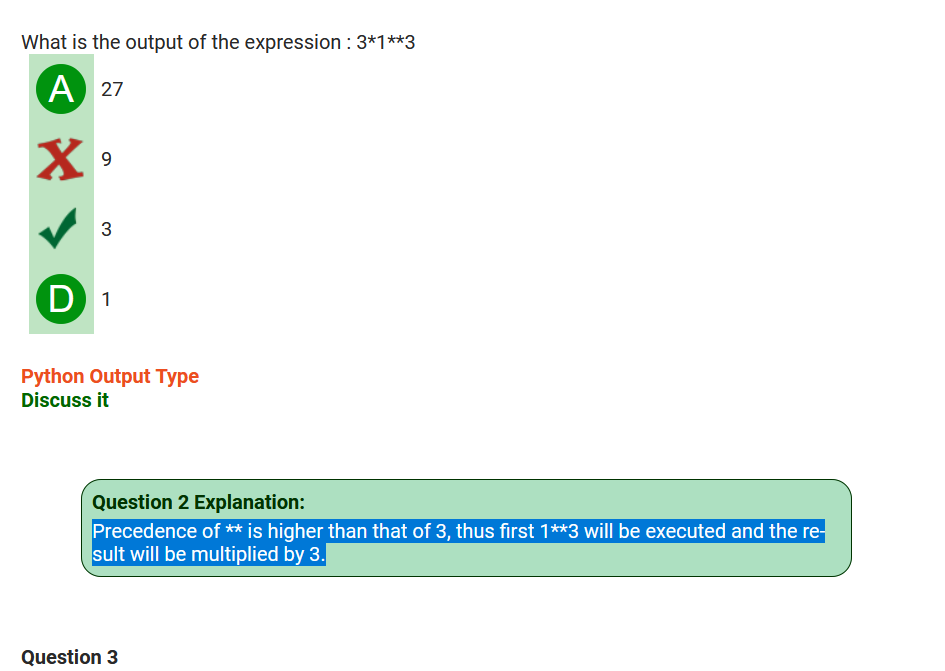 What is the output of the expression : 3*1**3
A 27
9
3
D 1
Python Output Type
Discuss it
Question 2 Explanation:
Precedence of ** is higher than that of 3, thus first 1**3 will be executed and the re-
sult will be multiplied by 3.
Question 3